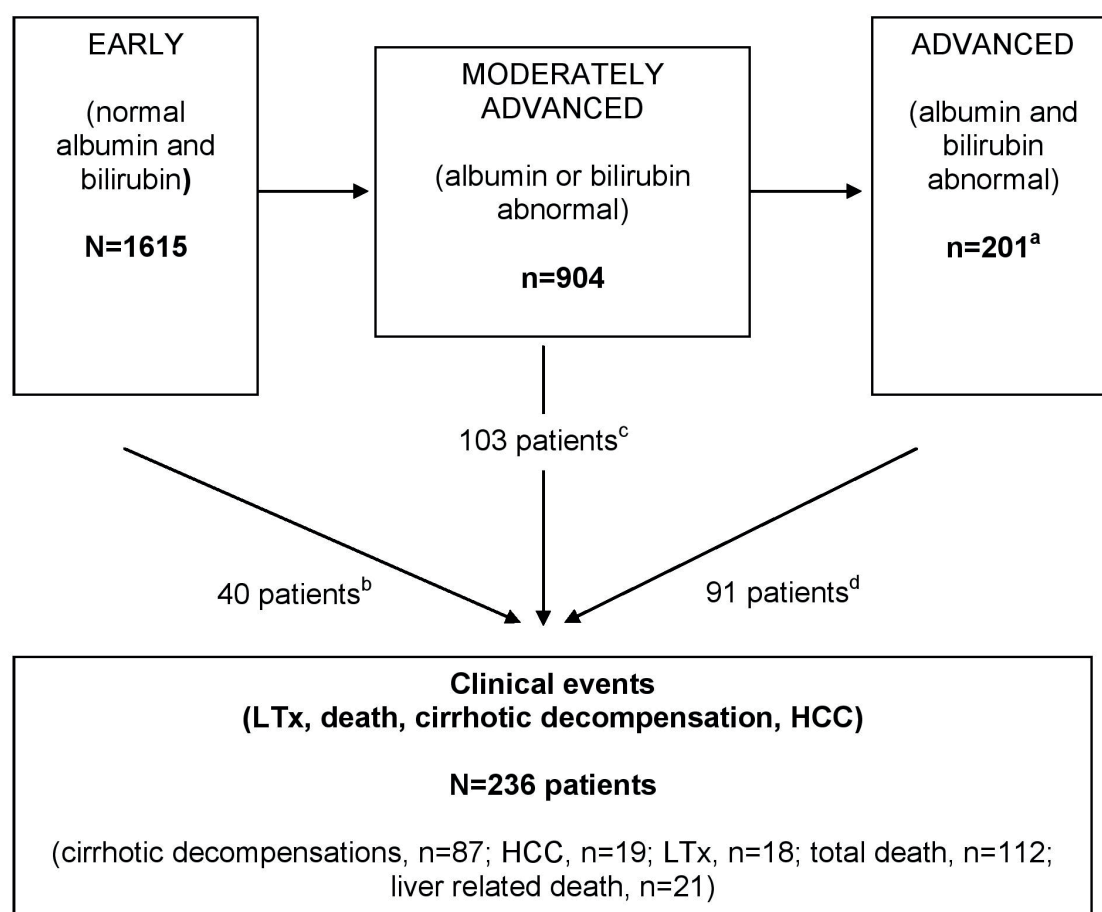 EARLY
(normal
albumin and
bilirubin)
N=1615
MODERATELY
ADVANCED
(albumin or bilirubin
abnormal)
n=904
ADVANCED
(albumin and
bilirubin
abnormal)
n=201ᵃ
103 patientsᶜ
40 patientsᵇ
91 patientsᵈ
Clinical events
(LTx, death, cirrhotic decompensation, HCC)
N=236 patients
(cirrhotic decompensations, n=87; HCC, n=19; LTx, n=18; total death, n=112;
liver related death, n=21)